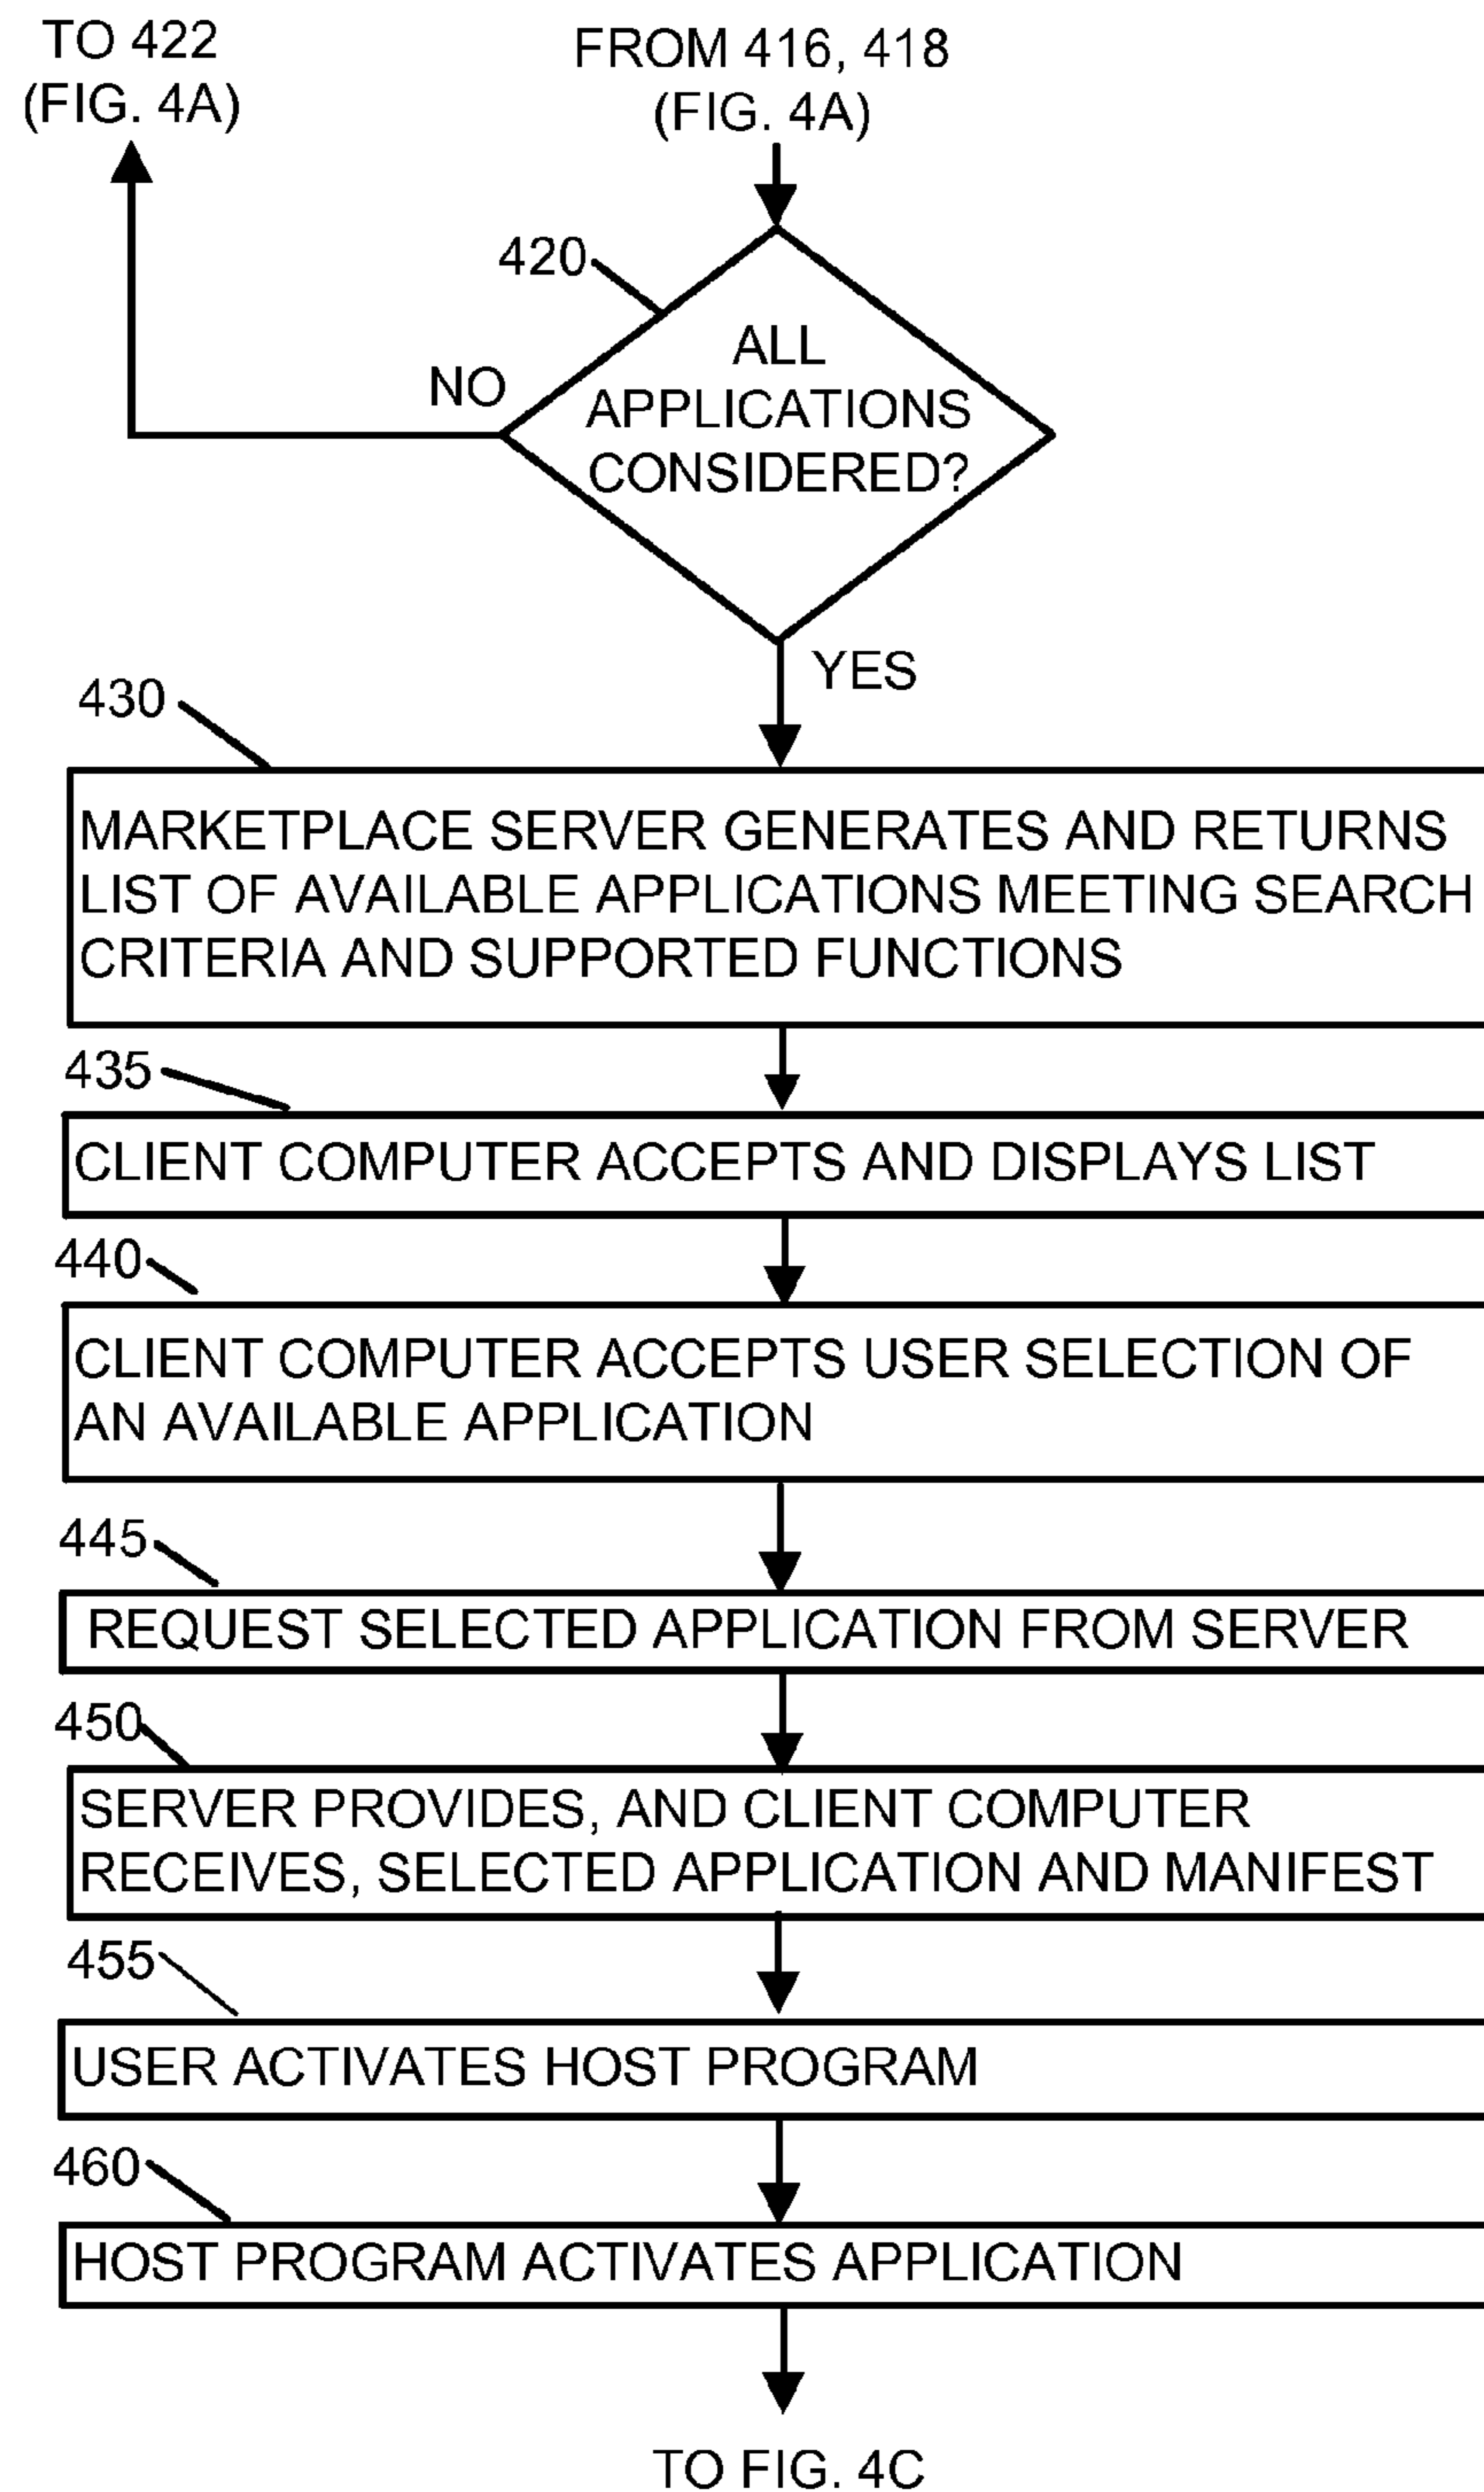 TO 422
(FIG. 4A)
FROM 416, 418
(FIG. 4A)
420
ALL
APPLICATIONS
CONSIDERED?
NO
YES
430
MARKETPLACE SERVER GENERATES AND RETURNS
LIST OF AVAILABLE APPLICATIONS MEETING SEARCH
CRITERIA AND SUPPORTED FUNCTIONS
435
CLIENT COMPUTER ACCEPTS AND DISPLAYS LIST
440
CLIENT COMPUTER ACCEPTS USER SELECTION OF
AN AVAILABLE APPLICATION
445
REQUEST SELECTED APPLICATION FROM SERVER
450
SERVER PROVIDES, AND CLIENT COMPUTER
RECEIVES, SELECTED APPLICATION AND MANIFEST
455
USER ACTIVATES HOST PROGRAM
460
HOST PROGRAM ACTIVATES APPLICATION
TO FIG. 4C